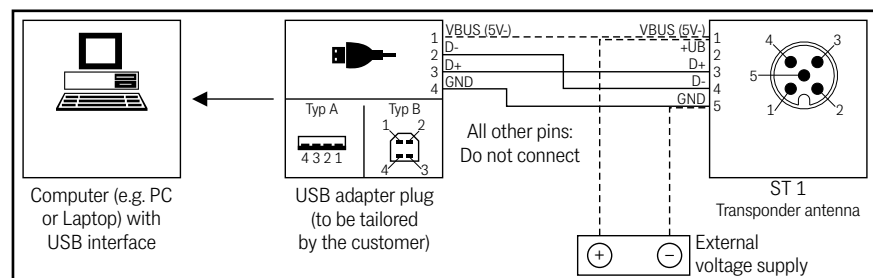 VBUS (5V-)
1
D-
2
D+
3
GND
4
VBUS (5V-)
1
+UB
2
D+
3
D-
4
GND
5
4
3
5
1
2
Typ A
4 3 2 1
Typ B
1
2
4
3
All other pins:
Do not connect
Computer (e.g. PC
or Laptop) with
USB interface
USB adapter plug
(to be tailored
by the customer)
ST 1
Transponder antenna
+
−
External
voltage supply